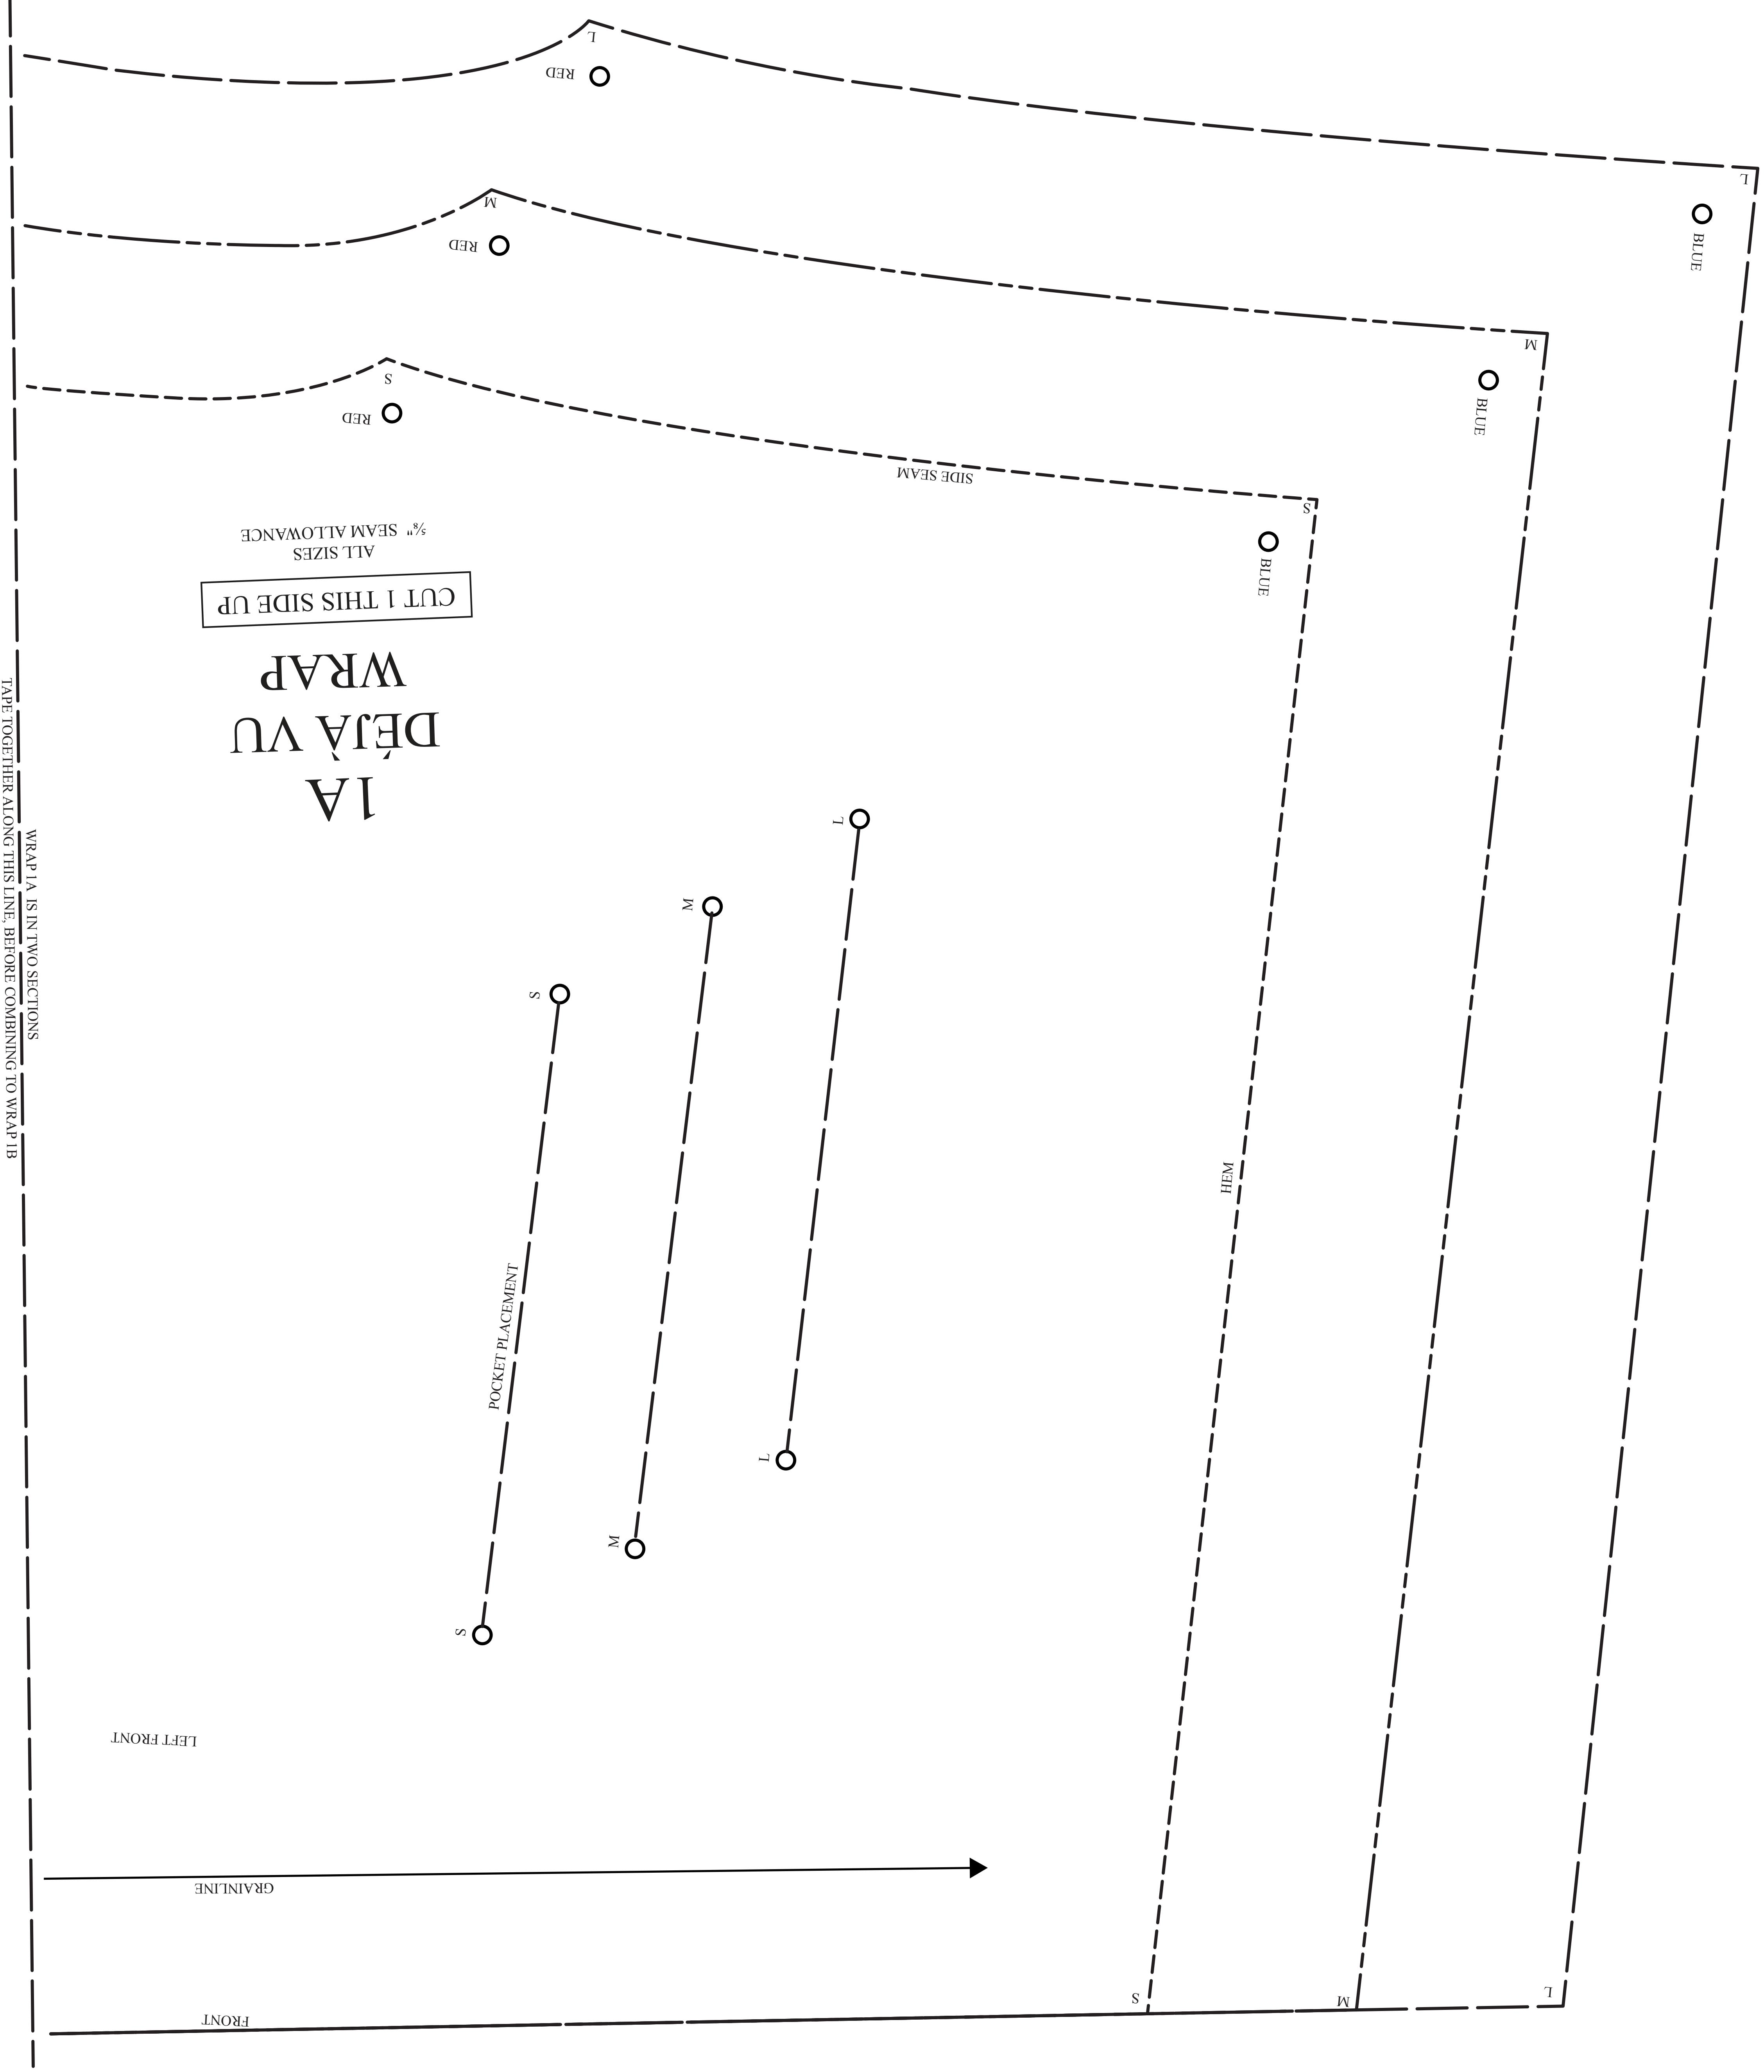 1A
DÉJÀ VU
WRAP
CUT 1 THIS SIDE UP
ALL SIZES
⅝" SEAM ALLOWANCE
WRAP 1A IS IN TWO SECTIONS
TAPE TOGETHER ALONG THIS LINE, BEFORE COMBINING TO WRAP 1B
L
RED
L
BLUE
M
RED
M
BLUE
S
RED
SIDE SEAM
S
BLUE
L
M
S
POCKET PLACEMENT
HEM
L
M
S
LEFT FRONT
GRAINLINE
FRONT
S
M
L